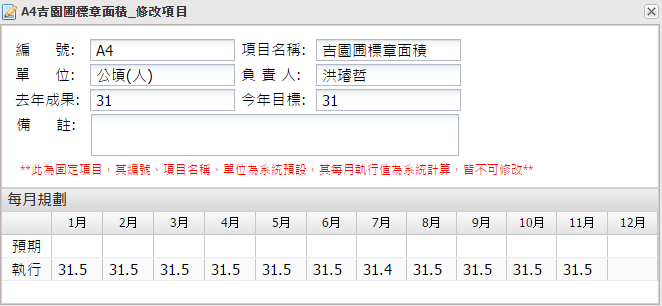 A4吉園圃標章面積_修改項目
編 號: A4 項目名稱: 吉園圃標章面積
單 位: 公頃(人) 負 責 人: 洪璿哲
去年成果: 31 今年目標: 31
備 註:
**此為固定項目，其編號、項目名稱、單位為系統預設，其每月執行值為系統計算，皆不可修改**
每月規劃
1月 2月 3月 4月 5月 6月 7月 8月 9月 10月 11月 12月
預期
執行 31.5 31.5 31.5 31.5 31.5 31.5 31.4 31.5 31.5 31.5 31.5